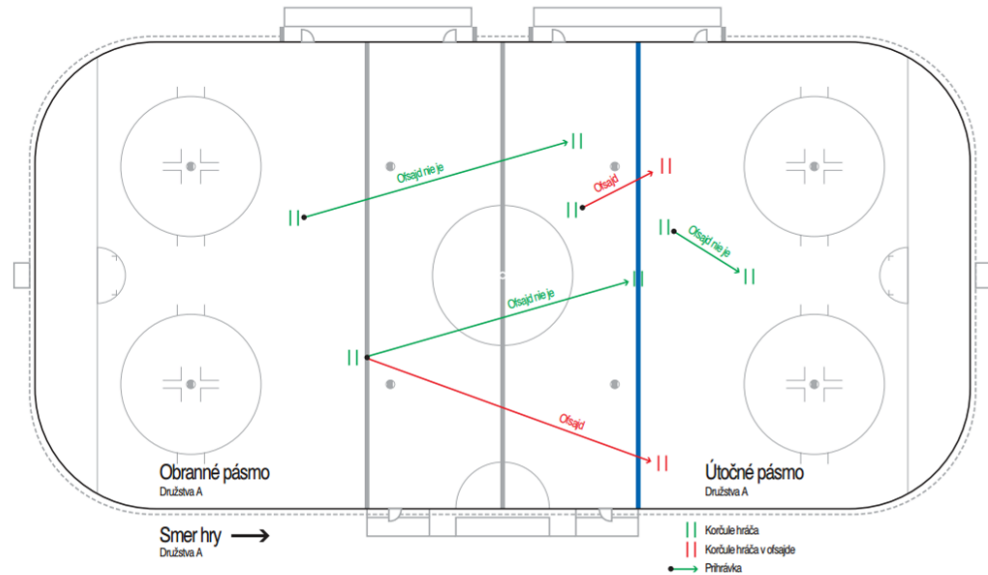 Ofsajd nie je
Ofsajd
Ofsajd nie je
Ofsajd nie je
Ofsajd
Obranné pásmo
Družstva A
Útočné pásmo
Družstva A
Smer hry
Družstva A
Korčule hráča
Korčule hráča v ofsajde
Prihrávka